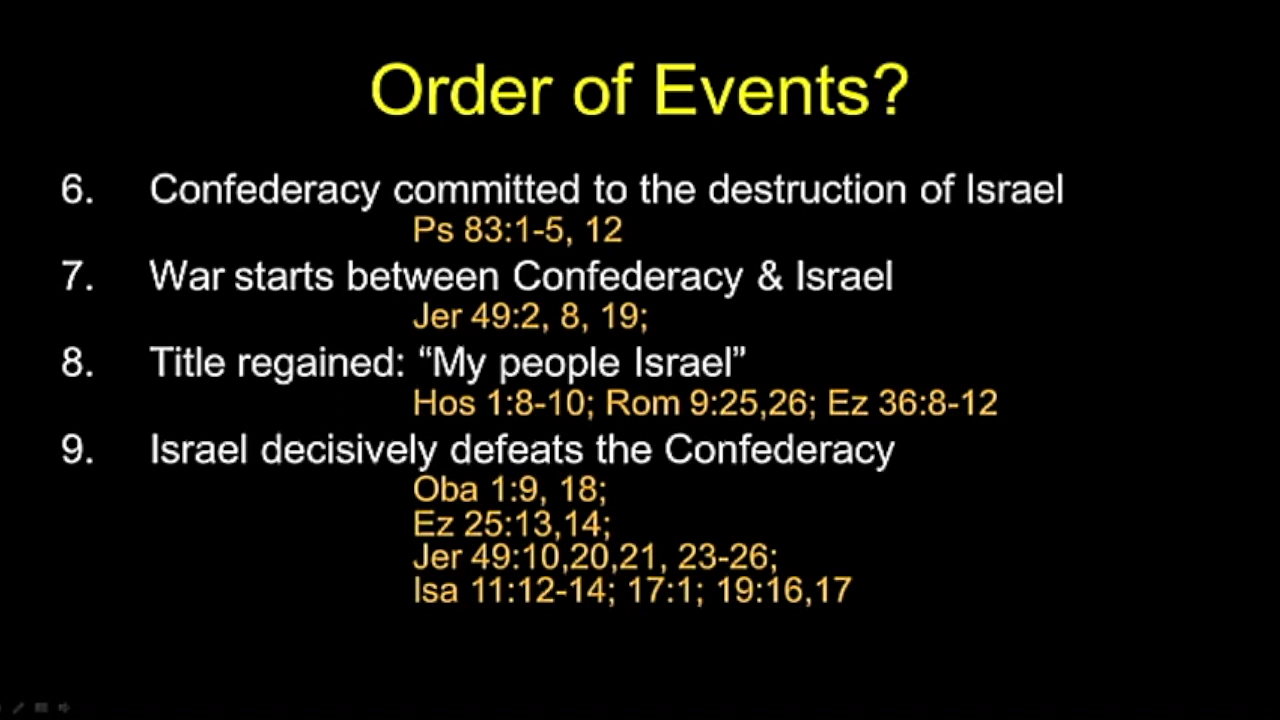 Order of Events?
6. Confederacy committed to the destruction of Israel
Ps 83:1-5, 12
7. War starts between Confederacy & Israel
Jer 49:2, 8, 19;
8. Title regained: “My people Israel”
Hos 1:8-10; Rom 9:25,26; Ez 36:8-12
9. Israel decisively defeats the Confederacy
Oba 1:9, 18;
Ez 25:13,14;
Jer 49:10,20,21, 23-26;
Isa 11:12-14; 17:1; 19:16,17